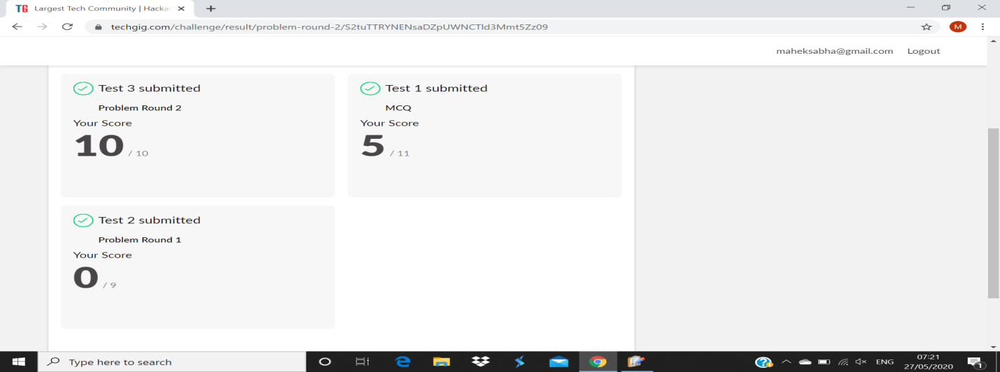 TG Largest Tech Community | Hacka
techgig.com/challenge/result/problem-round-2/S2tuTTRYNENsaDZpUWNCTld3Mmt5Zz09
M
maheksabha@gmail.com Logout
Test 3 submitted
Problem Round 2
Your Score
10 / 10
Test 1 submitted
MCQ
Your Score
5 / 11
Test 2 submitted
Problem Round 1
Your Score
0 / 9
Type here to search
ENG
07:21
27/05/2020
1